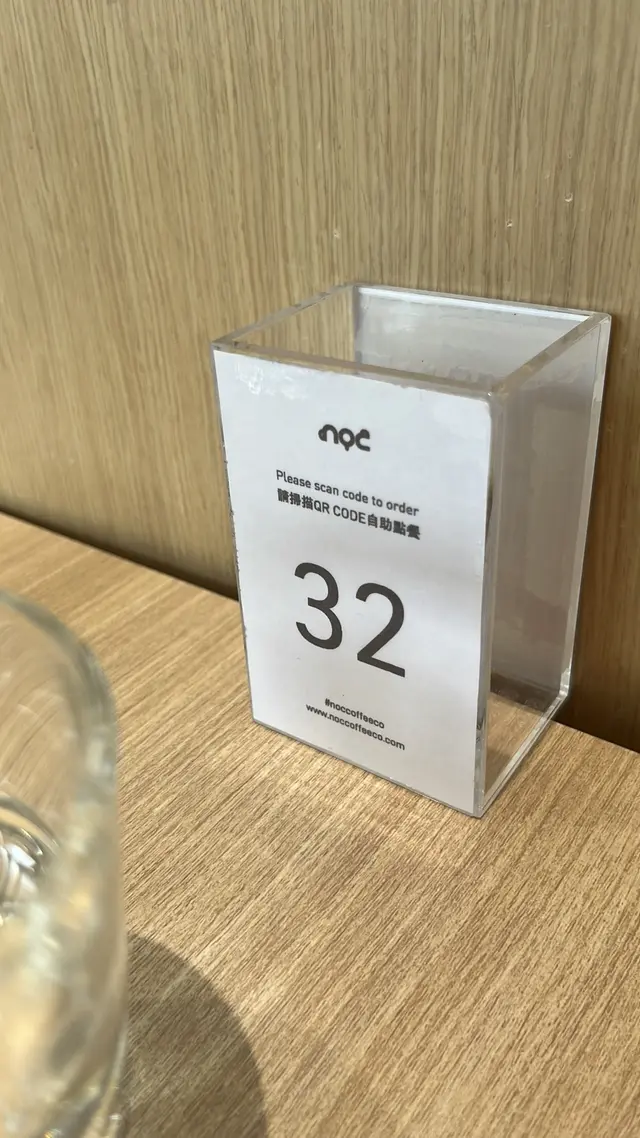 noc
Please scan code to order
請掃描QR CODE自助點餐
32
#noccoffeeco
www.noccoffeeco.com